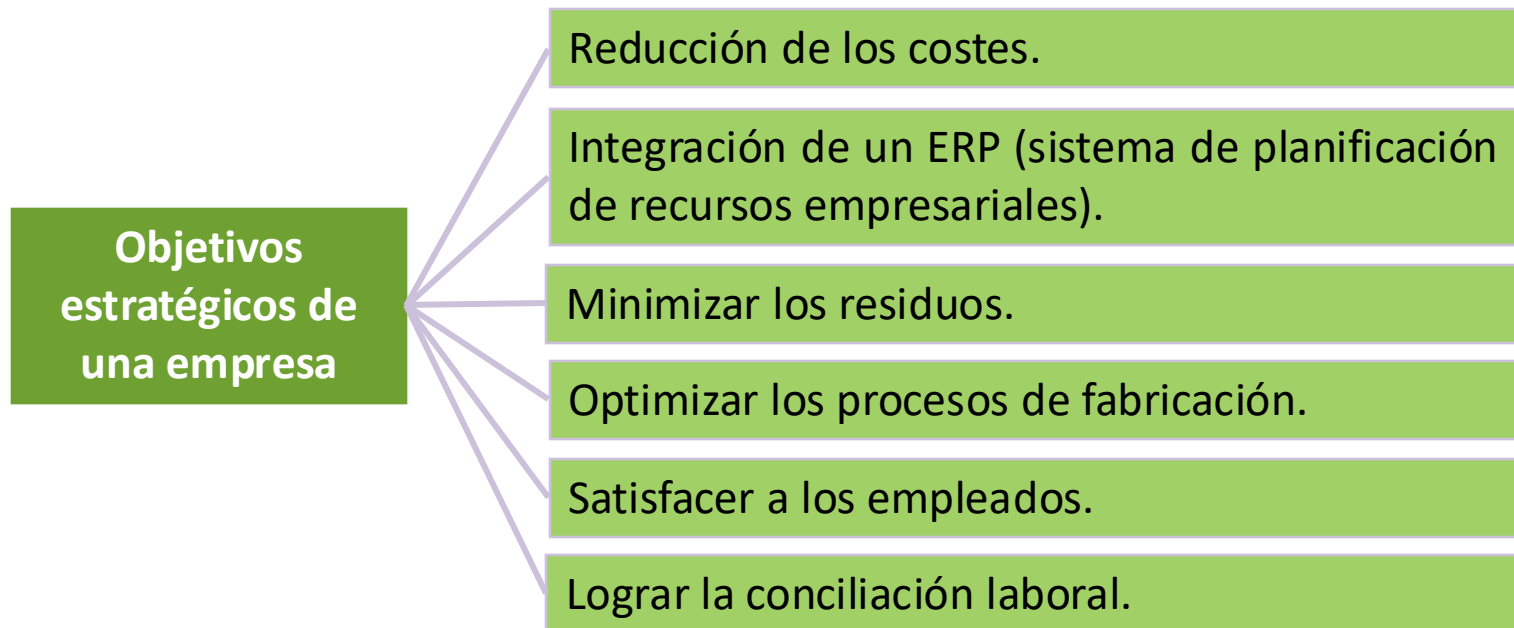 Reducción de los costes.
Integración de un ERP (sistema de planificación
de recursos empresariales).
Objetivos
estratégicos de
una empresa
Minimizar los residuos.
Optimizar los procesos de fabricación.
Satisfacer a los empleados.
Lograr la conciliación laboral.